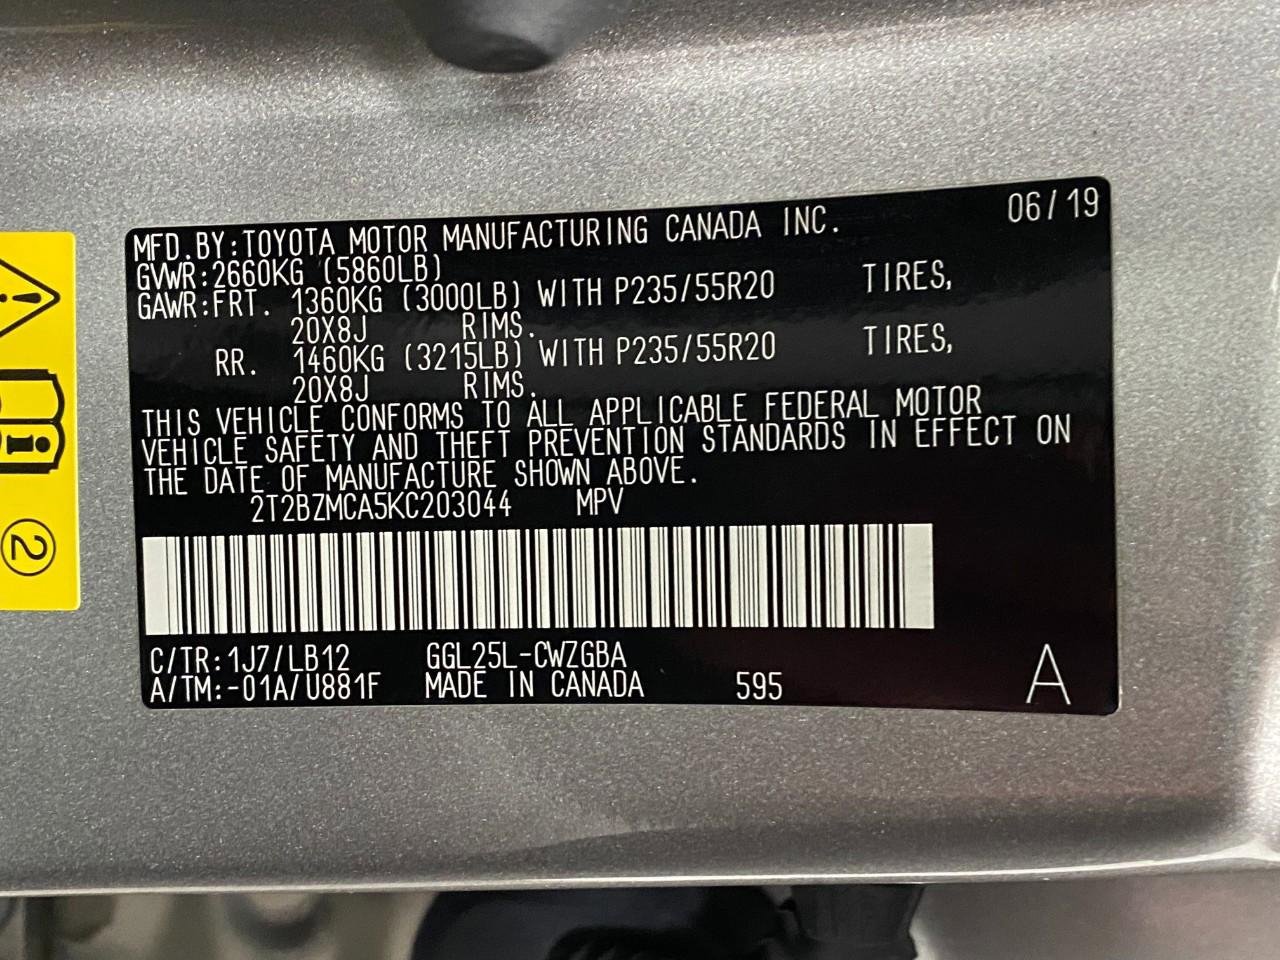 06/19
MFD.BY:TOYOTA MOTOR MANUFACTURING CANADA INC.
GVWR:2660KG (5860LB)
GAWR:FRT. 1360KG (3000LB) WITH P235/55R20 TIRES,
20X8J RIMS.
RR. 1460KG (3215LB) WITH P235/55R20 TIRES,
20X8J RIMS.
THIS VEHICLE CONFORMS TO ALL APPLICABLE FEDERAL MOTOR
VEHICLE SAFETY AND THEFT PREVENTION STANDARDS IN EFFECT ON
THE DATE OF MANUFACTURE SHOWN ABOVE.
2T2BZMCA5KC203044 MPV
C/TR:1J7/LB12 GGL25L-CWZGBA
A/TM:-01A/U881F MADE IN CANADA 595 A
2